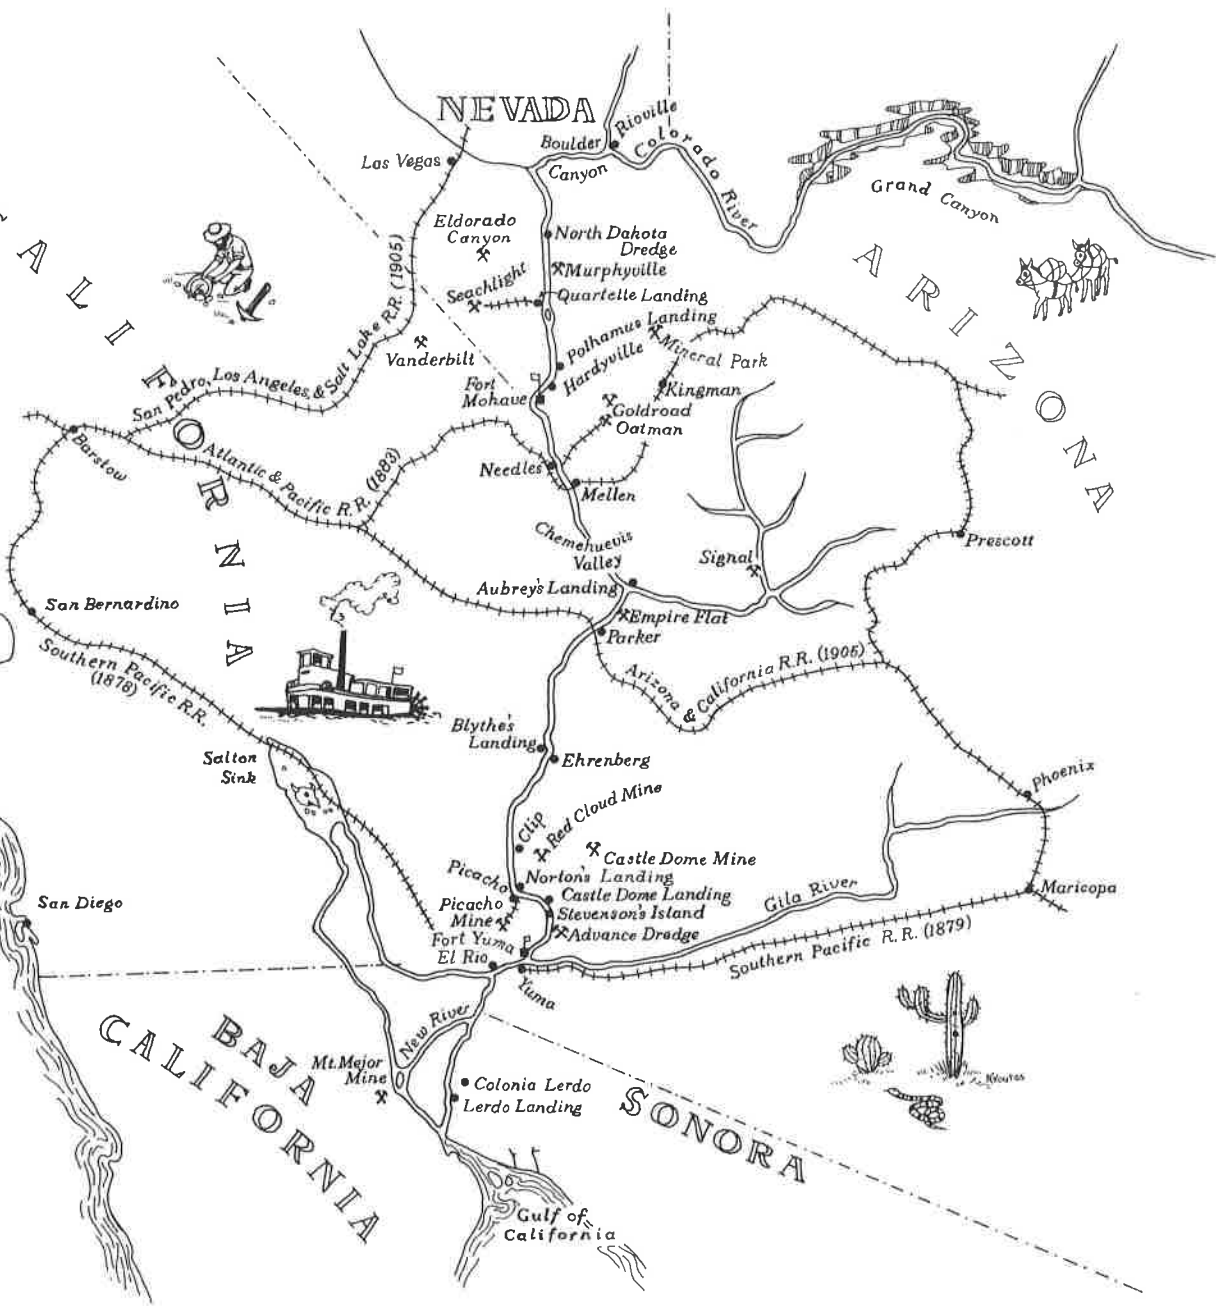 NEVADA
Rioville
Boulder
Canyon
Colorado River
Las Vegas
Grand Canyon
Eldorado
Canyon
North Dakota
Dredge
Murphyville
Seachlight
Quartette Landing
CALIFORNIA
ARIZONA
San Pedro, Los Angeles, & Salt Lake R.R. (1905)
Vanderbilt
Polhamus Landing
Hardyville
Mineral Park
Fort
Mohave
Kingman
Goldroad
Oatman
Barstow
Atlantic & Pacific R.R. (1883)
Needles
Mellen
Chemehuevis
Valley
Signal
Prescott
Aubrey's Landing
San Bernardino
Empire Flat
Parker
Southern Pacific R.R.
(1878)
Arizona & California R.R. (1905)
Blythe's
Landing
Ehrenberg
Salton
Sink
Phoenix
Clip
Red Cloud Mine
Castle Dome Mine
Picacho
Norton's Landing
Castle Dome Landing
Picacho
Mine
Stevenson's Island
Gila River
Maricopa
San Diego
Advance Dredge
Fort Yuma
El Rio
Yuma
Southern Pacific R.R. (1879)
New River
BAJA
CALIFORNIA
Mt. Mejor
Mine
Colonia Lerdo
Lerdo Landing
SONORA
Gulf of
California